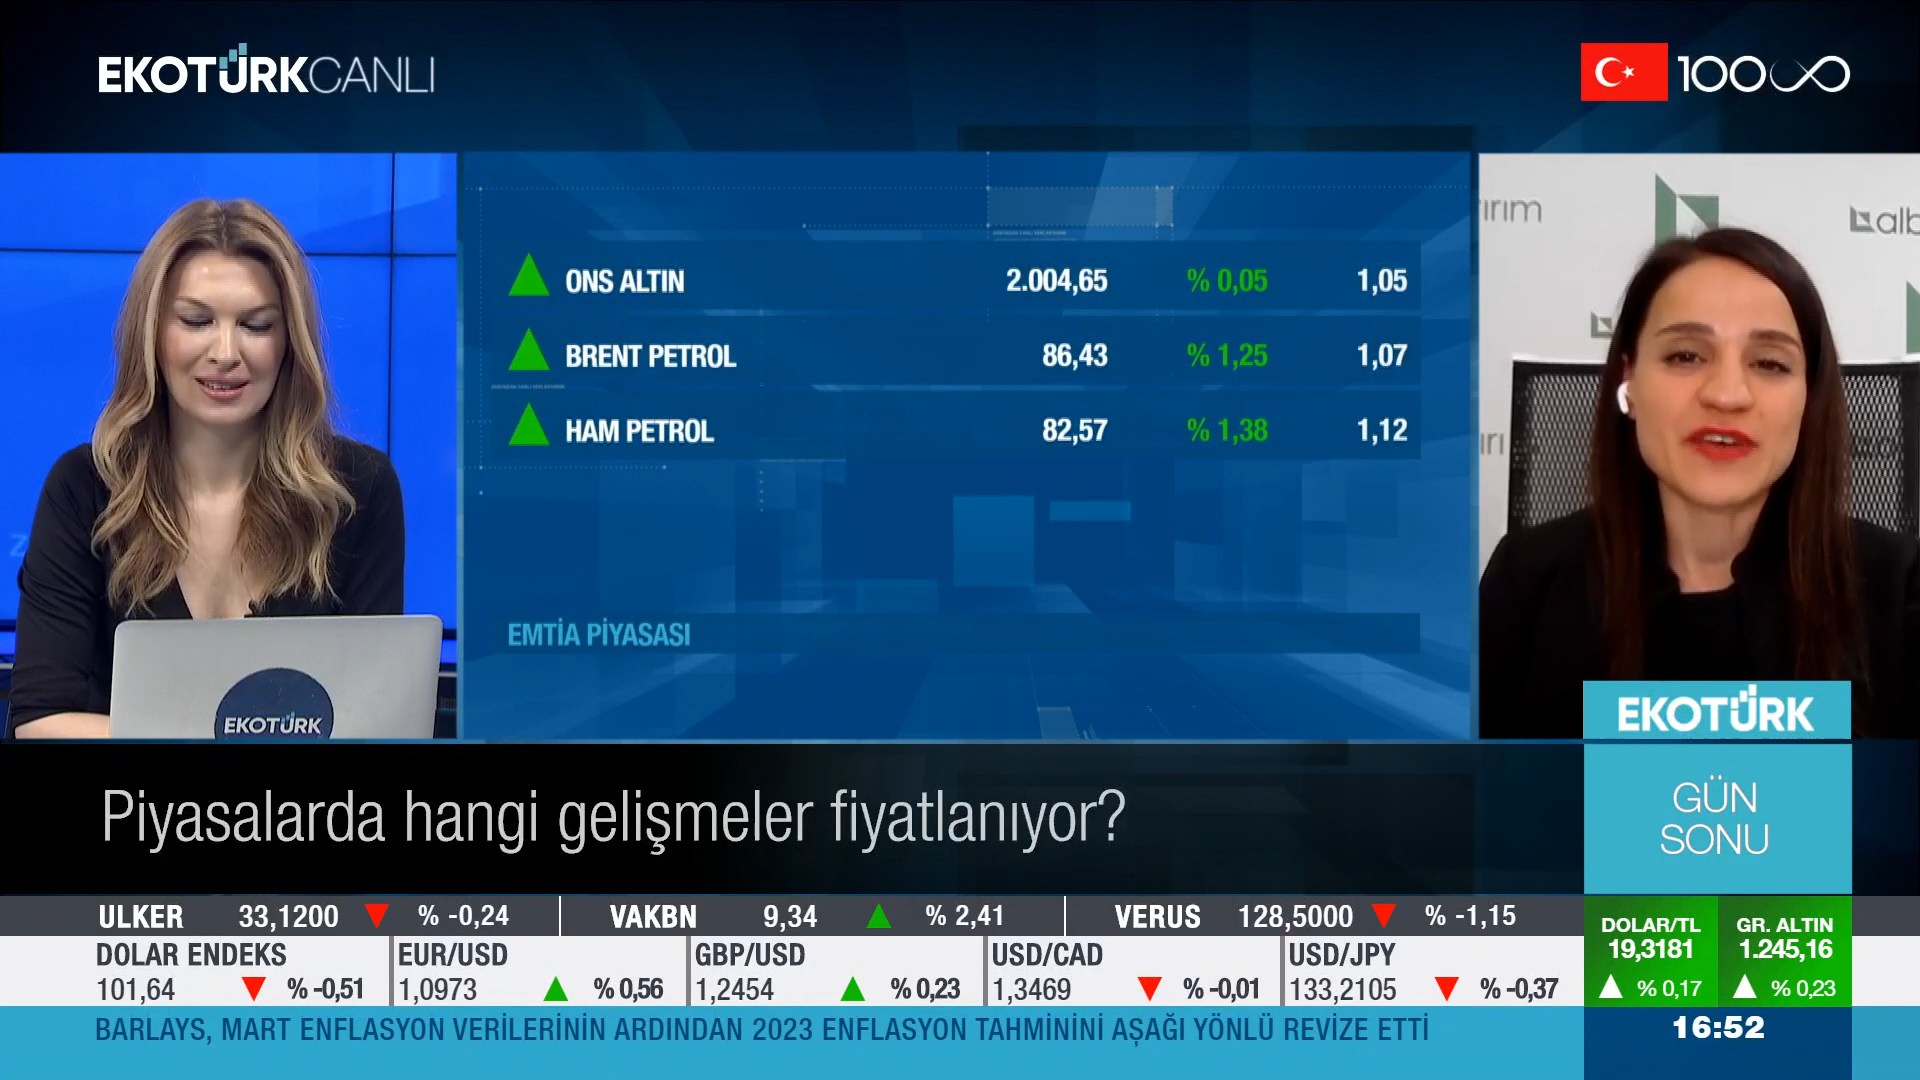 EKOTÜRK CANLI
100
ırım
alb
ONS ALTIN 2.004,65 % 0,05 1,05
BRENT PETROL 86,43 % 1,25 1,07
HAM PETROL 82,57 % 1,38 1,12
EMTİA PİYASASI
EKOTÜRK
EKOTÜRK
Piyasalarda hangi gelişmeler fiyatlanıyor?
GÜN
SONU
ULKER 33,1200 % -0,24 VAKBN 9,34 % 2,41 VERUS 128,5000 % -1,15
DOLAR ENDEKS EUR/USD GBP/USD USD/CAD USD/JPY
101,64 % -0,51 1,0973 % 0,56 1,2454 % 0,23 1,3469 % -0,01 133,2105 % -0,37
DOLAR/TL GR. ALTIN
19,3181 1.245,16
% 0,17 % 0,23
BARLAYS, MART ENFLASYON VERİLERİNİN ARDINDAN 2023 ENFLASYON TAHMİNİNİ AŞAĞI YÖNLÜ REVİZE ETTİ
16:52